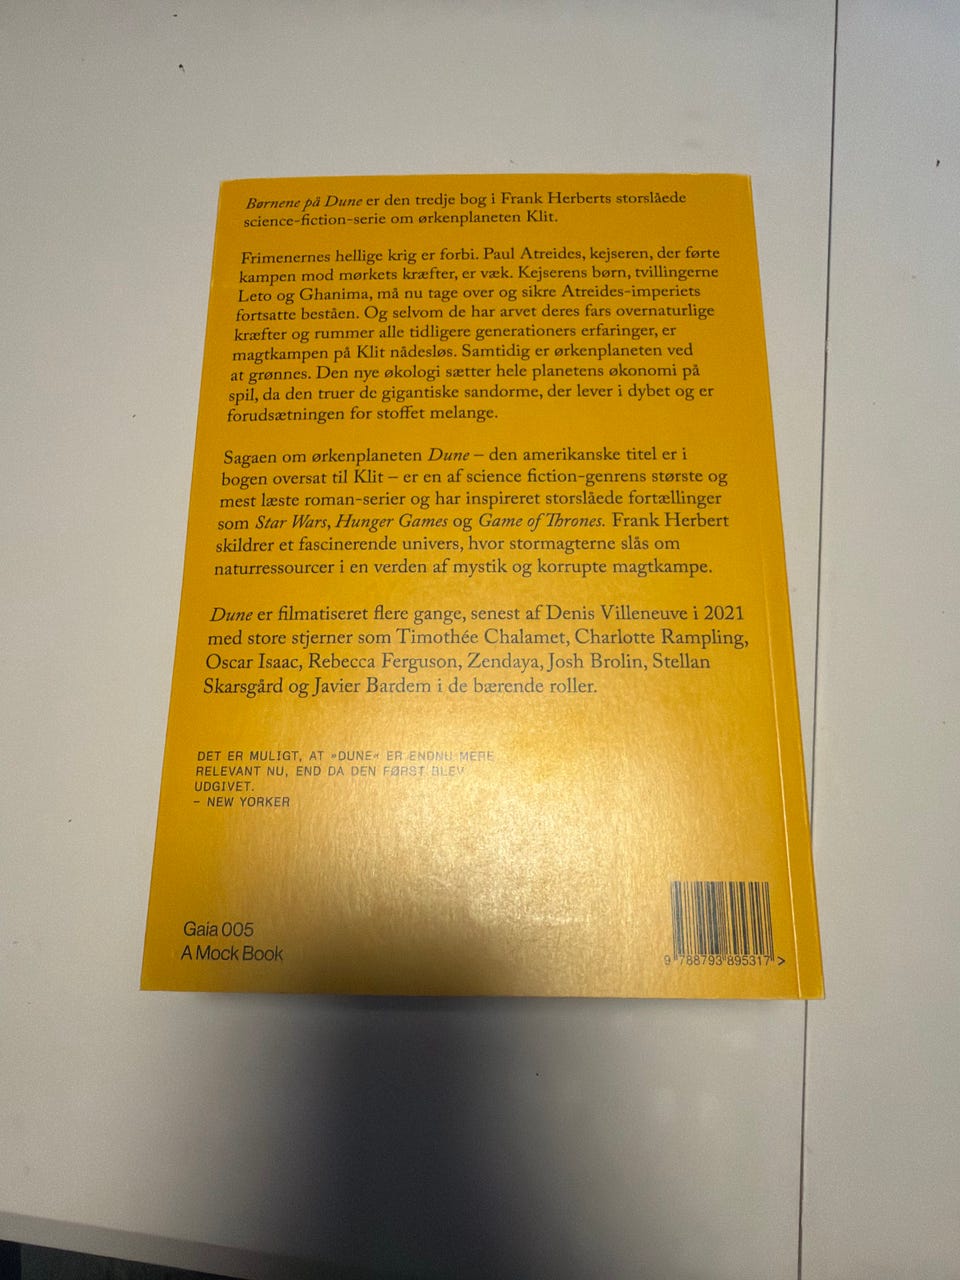 Børnene på Dune er den tredje bog i Frank Herberts storslåede
science-fiction-serie om ørkenplaneten Klit.
Frimenernes hellige krig er forbi. Paul Atreides, kejseren, der førte
kampen mod mørkets kræfter, er væk. Kejserens børn, tvillingerne
Leto og Ghanima, må nu tage over og sikre Atreides-imperiets
fortsatte beståen. Og selvom de har arvet deres fars overnaturlige
kræfter og rummer alle tidligere generationers erfaringer, er
magtkampen på Klit nådesløs. Samtidig er ørkenplaneten ved
at grønnes. Den nye økologi sætter hele planetens økonomi på
spil, da den truer de gigantiske sandorme, der lever i dybet og er
forudsætningen for stoffet melange.
Sagaen om ørkenplaneten Dune – den amerikanske titel er i
bogen oversat til Klit – er en af science fiction-genrens største og
mest læste roman-serier og har inspireret storslåede fortællinger
som Star Wars, Hunger Games og Game of Thrones. Frank Herbert
skildrer et fascinerende univers, hvor stormagterne slås om
naturressourcer i en verden af mystik og korrupte magtkampe.
Dune er filmatiseret flere gange, senest af Denis Villeneuve i 2021
med store stjerner som Timothée Chalamet, Charlotte Rampling,
Oscar Isaac, Rebecca Ferguson, Zendaya, Josh Brolin, Stellan
Skarsgård og Javier Bardem i de bærende roller.
DET ER MULIGT, AT »DUNE« ER ENDNU MERE
RELEVANT NU, END DA DEN FØRST BLEV
UDGIVET.
– NEW YORKER
Gaia 005
A Mock Book
9 788793 895317 >